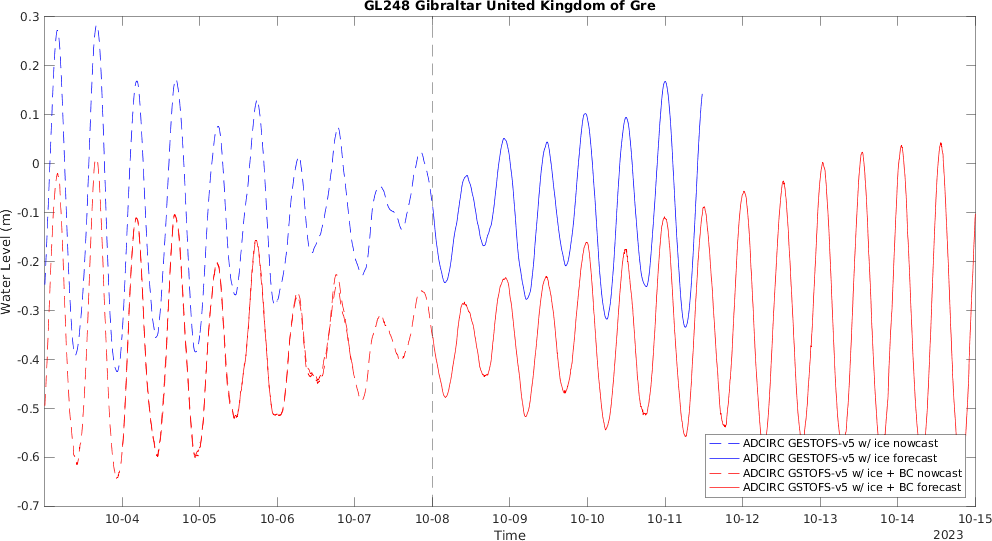 GL248 Gibraltar United Kingdom of Gre
0.3
0.2
0.1
0
-0.1
-0.2
-0.3
-0.4
-0.5
-0.6
-0.7
Water Level (m)
ADCIRC GESTOFS-v5 w/ ice nowcast
ADCIRC GESTOFS-v5 w/ ice forecast
ADCIRC GSTOFS-v5 w/ ice + BC nowcast
ADCIRC GSTOFS-v5 w/ ice + BC forecast
10-04 10-05 10-06 10-07 10-08 10-09 10-10 10-11 10-12 10-13 10-14 10-15
Time
2023